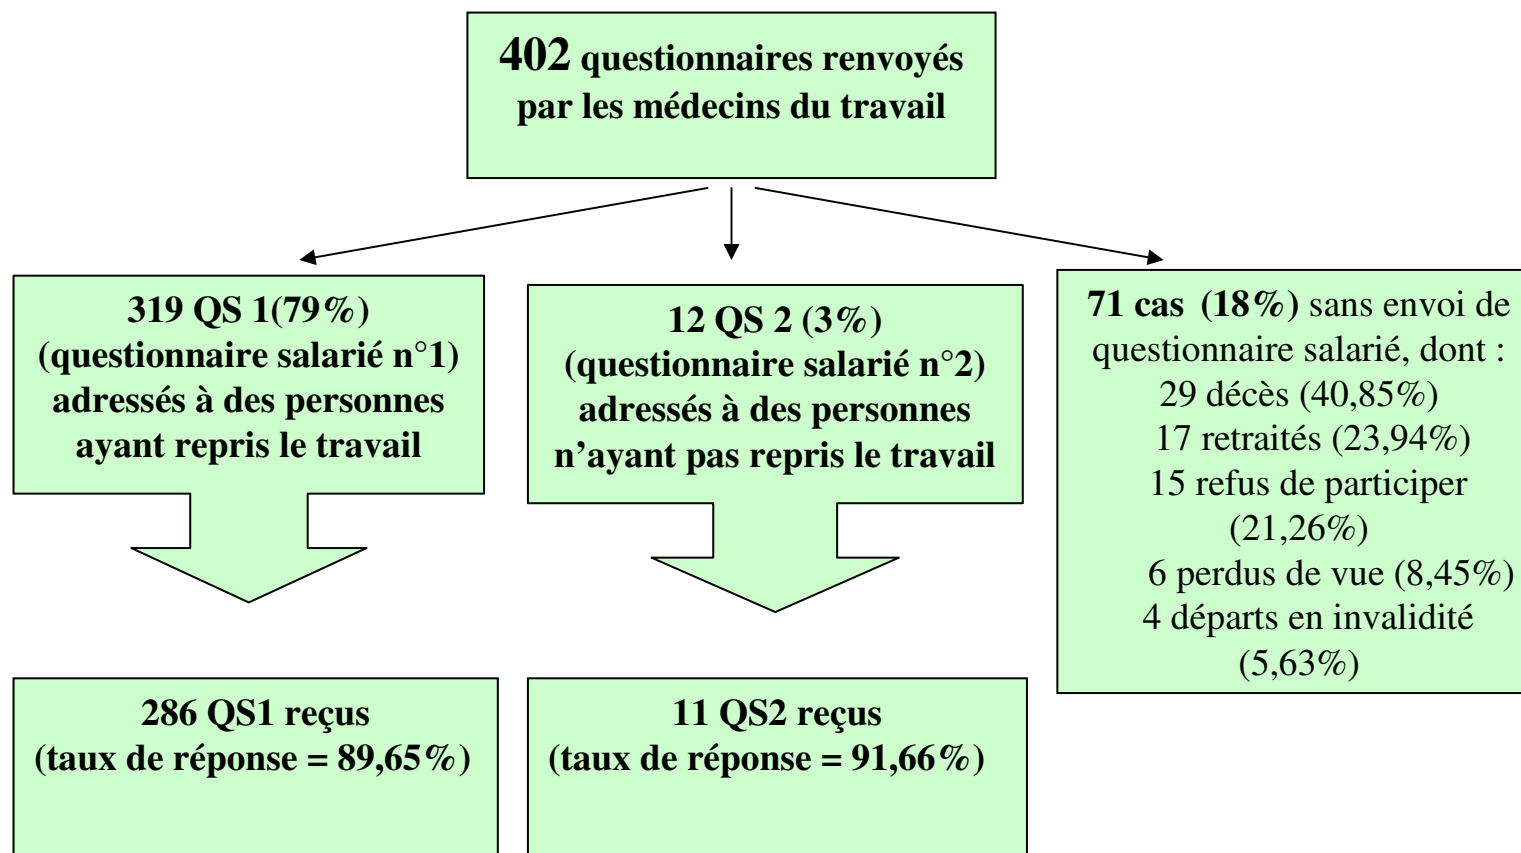 402 questionnaires renvoyés
par les médecins du travail
319 QS 1(79%)
(questionnaire salarié n°1)
adressés à des personnes
ayant repris le travail
12 QS 2 (3%)
(questionnaire salarié n°2)
adressés à des personnes
n’ayant pas repris le travail
71 cas (18%) sans envoi de
questionnaire salarié, dont :
29 décès (40,85%)
17 retraités (23,94%)
15 refus de participer
(21,26%)
6 perdus de vue (8,45%)
4 départs en invalidité
(5,63%)
286 QS1 reçus
(taux de réponse = 89,65%)
11 QS2 reçus
(taux de réponse = 91,66%)